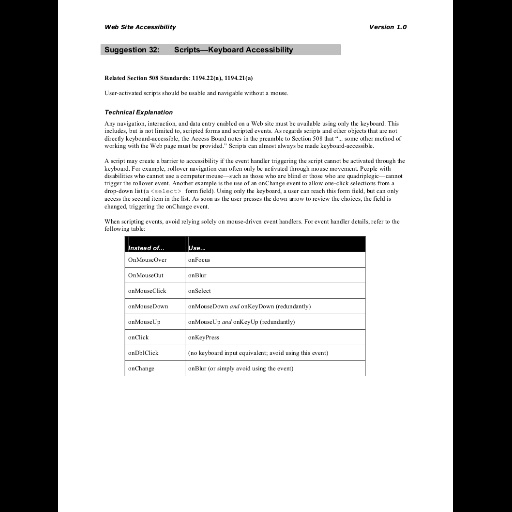 Web Site Accessibility Version 1.0
Suggestion 32: Scripts—Keyboard Accessibility
Related Section 508 Standards: 1194.22(n), 1194.21(a)
User-activated scripts should be usable and navigable without a mouse.
Technical Explanation
Any navigation, interaction, and data entry enabled on a Web site must be available using only the keyboard. This
includes, but is not limited to, scripted forms and scripted events. As regards scripts and other objects that are not
directly keyboard-accessible, the Access Board notes in the preamble to Section 508 that "... some other method of
working with the Web page must be provided." Scripts can almost always be made keyboard-accessible.
A script may create a barrier to accessibility if the event handler triggering the script cannot be activated through the
keyboard. For example, rollover navigation can often only be activated through mouse movement. People with
disabilities who cannot use a computer mouse—such as those who are blind or those who are quadriplegic—cannot
trigger the rollover event. Another example is the use of an onChange event to allow one-click selections from a
drop-down list (a <select> form field). Using only the keyboard, a user can reach this form field, but can only
access the second item in the list. As soon as the user presses the down arrow to review the choices, the field is
changed, triggering the onChange event.
When scripting events, avoid relying solely on mouse-driven event handlers. For event handler details, refer to the
following table:
Instead of... Use...
OnMouseOver onFocus
OnMouseOut onBlur
onMouseClick onSelect
onMouseDown onMouseDown and onKeyDown (redundantly)
onMouseUp onMouseUp and onKeyUp (redundantly)
onClick onKeyPress
onDblClick (no keyboard input equivalent; avoid using this event)
onChange onBlur (or simply avoid using the event)